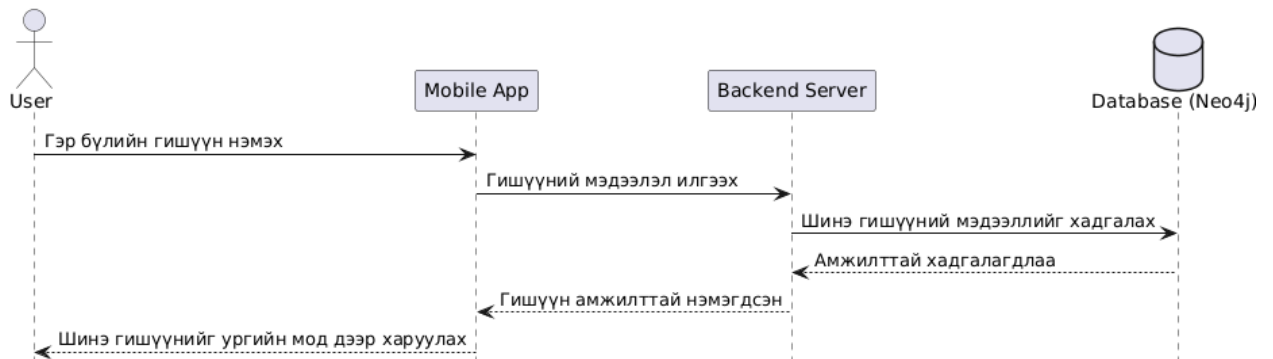 User
Mobile App
Backend Server
Database (Neo4j)
Гэр бүлийн гишүүн нэмэх
Гишүүний мэдээлэл илгээх
Шинэ гишүүний мэдээллийг хадгалах
Амжилттай хадгалагдлаа
Гишүүн амжилттай нэмэгдсэн
Шинэ гишүүнийг ургийн мод дээр харуулах